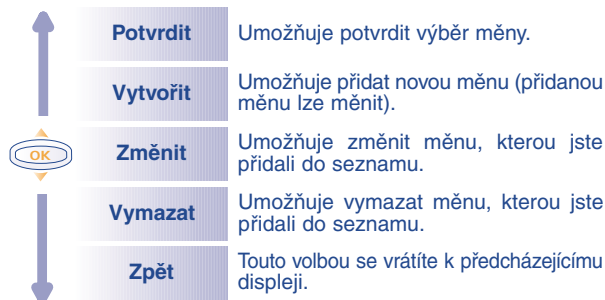 Potvrdit
Umožňuje potvrdit výběr měny.
Vytvořit
Umožňuje přidat novou měnu (přidanou
měnu lze měnit).
OK
Změnit
Umožňuje změnit měnu, kterou jste
přidali do seznamu.
Vymazat
Umožňuje vymazat měnu, kterou jste
přidali do seznamu.
Zpět
Touto volbou se vrátíte k předcházejícímu
displeji.